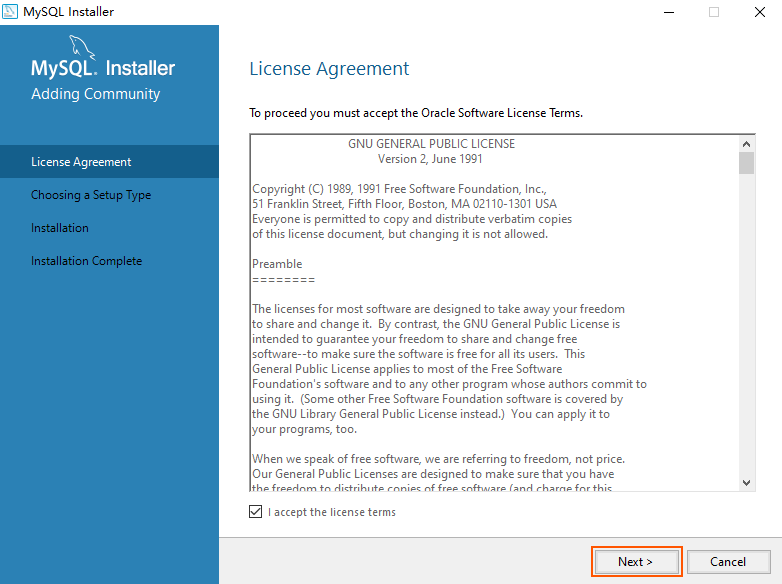 MySQL Installer
MySQL. Installer
Adding Community
License Agreement
Choosing a Setup Type
Installation
Installation Complete
License Agreement
To proceed you must accept the Oracle Software License Terms.
GNU GENERAL PUBLIC LICENSE
Version 2, June 1991
Copyright (C) 1989, 1991 Free Software Foundation, Inc.,
51 Franklin Street, Fifth Floor, Boston, MA 02110-1301 USA
Everyone is permitted to copy and distribute verbatim copies
of this license document, but changing it is not allowed.
Preamble
========
The licenses for most software are designed to take away your freedom
to share and change it.  By contrast, the GNU General Public License is
intended to guarantee your freedom to share and change free
software--to make sure the software is free for all its users.  This
General Public License applies to most of the Free Software
Foundation's software and to any other program whose authors commit to
using it.  (Some other Free Software Foundation software is covered by
the GNU Library General Public License instead.)  You can apply it to
your programs, too.
When we speak of free software, we are referring to freedom, not price.
Our General Public Licenses are designed to make sure that you have
the freedom to distribute copies of free software (and charge for this
I accept the license terms
Next >
Cancel